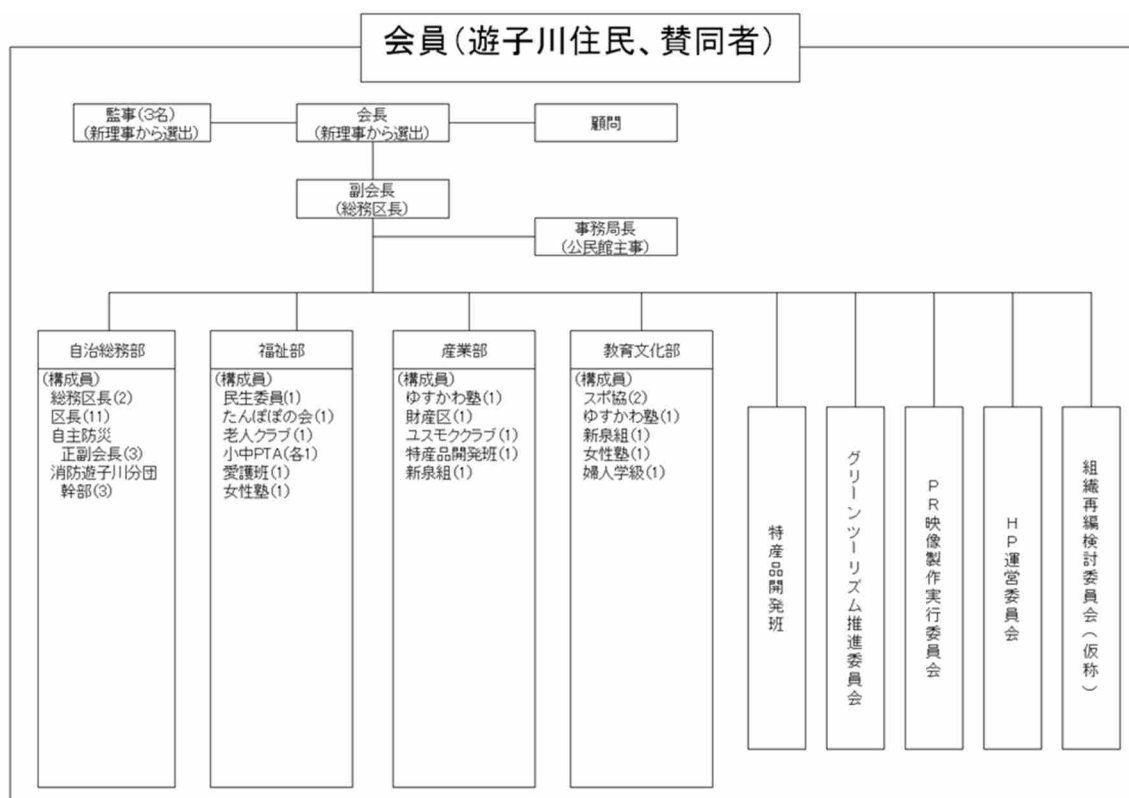 会員(遊子川住民、賛同者)
監事(3名)
(新理事から選出)
会長
(新理事から選出)
顧問
副会長
(総務区長)
事務局長
(公民館主事)
自治総務部
(構成員)
総務区長(2)
区長(11)
自主防災
正副会長(3)
消防遊子川分団
幹部(3)
福祉部
(構成員)
民生委員(1)
たんぽぽの会(1)
老人クラブ(1)
小中PTA(各1)
愛護班(1)
女性塾(1)
産業部
(構成員)
ゆすかわ塾(1)
財産区(1)
ユスモククラブ(1)
特産品開発班(1)
新泉組(1)
教育文化部
(構成員)
スポ協(2)
ゆすかわ塾(1)
新泉組(1)
女性塾(1)
婦人学級(1)
特産品開発班
グリーンツーリズム推進委員会
PR映像製作実行委員会
HP運営委員会
組織再編検討委員会(仮称)